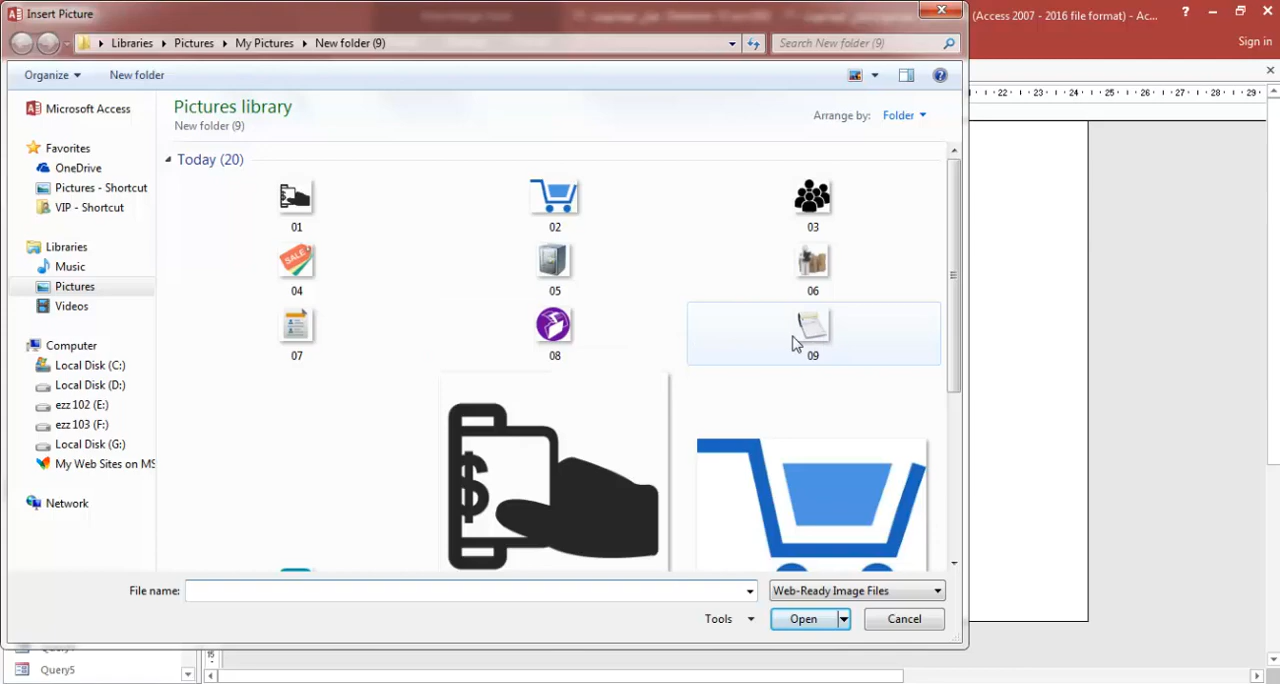 Insert Picture
(Access 2007 - 2016 file format) - Ac...
?
Sign in
Libraries
Pictures
My Pictures
New folder (9)
Search New folder (9)
Organize
New folder
Microsoft Access
Favorites
OneDrive
Pictures - Shortcut
VIP - Shortcut
Libraries
Music
Pictures
Videos
Computer
Local Disk (C:)
Local Disk (D:)
ezz 102 (E:)
ezz 103 (F:)
Local Disk (G:)
My Web Sites on MS
Network
Pictures library
New folder (9)
Arrange by: Folder
Today (20)
01
02
03
SALE
04
05
06
07
08
09
$
File name:
Web-Ready Image Files
Tools
Open
Cancel
22 23 24 25 26 27 28 29
Query5
15